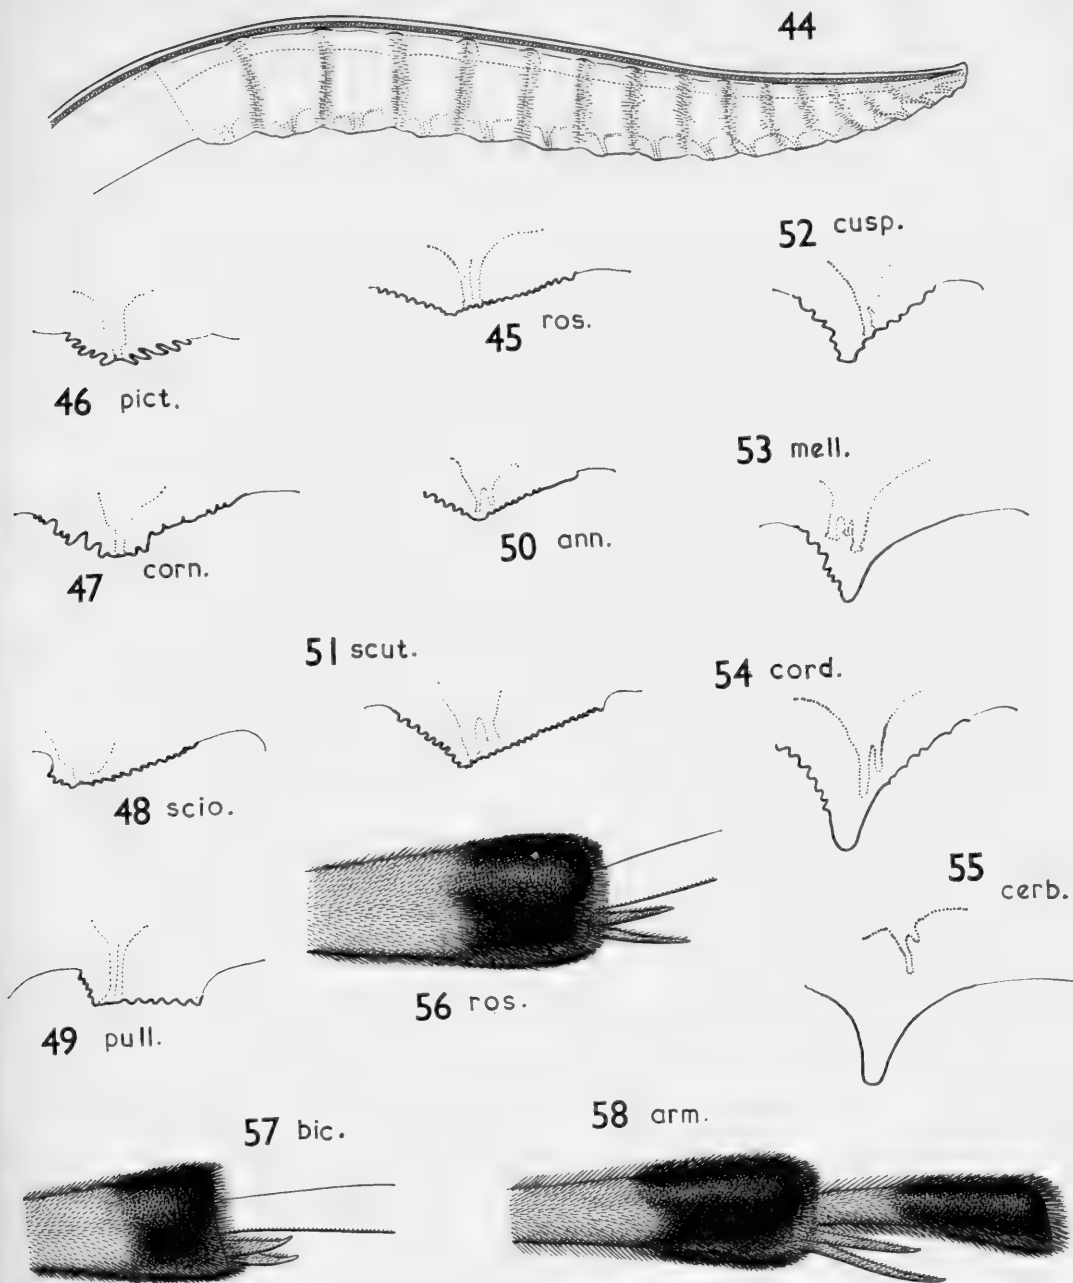 44
52 cusp.
45 ros.
46 pict.
53 mell.
50 ann.
47 corn.
51 scut.
54 cord.
48 scio.
55 cerb.
56 ros.
49 pull.
57 bic.
58 arm.